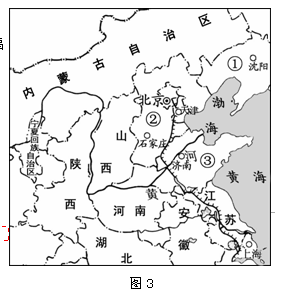 内蒙古自治区
①
沈阳
北京
天津
②
渤海
宁夏回族自治区
山西
石家庄
③
陕西
济南
黄河
黄海
河南
江苏
安徽
湖北
上海
图 3